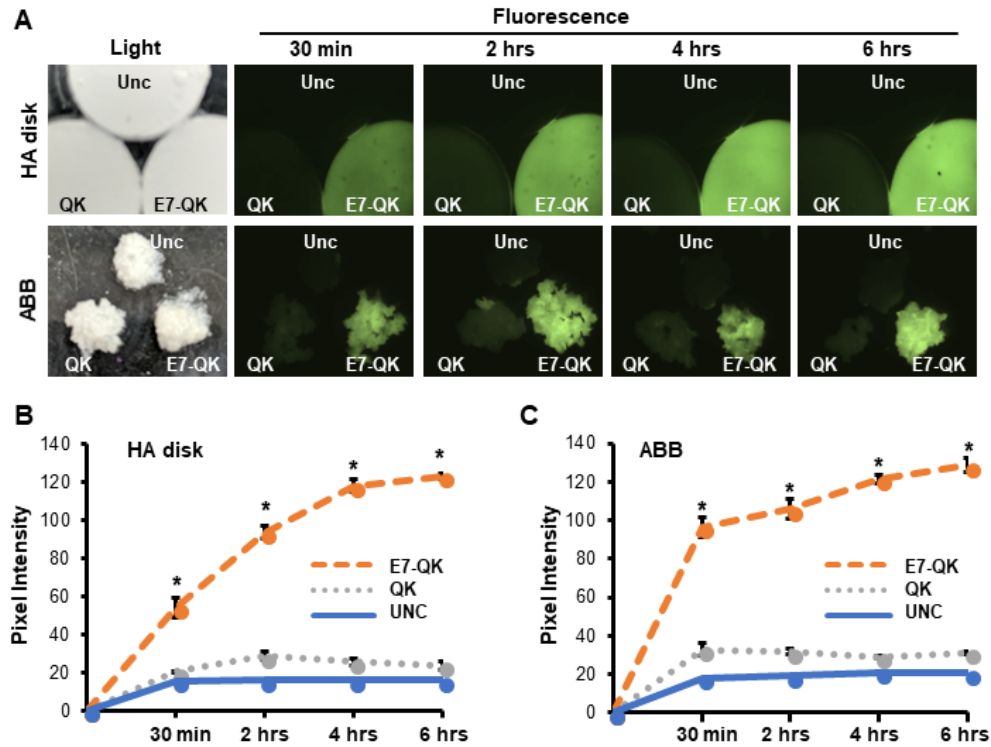 A
Fluorescence
Light
30 min
2 hrs
4 hrs
6 hrs
HA disk
Unc
QK
E7-QK
Unc
QK
E7-QK
Unc
QK
E7-QK
Unc
QK
E7-QK
Unc
QK
E7-QK
ABB
Unc
QK
E7-QK
Unc
QK
E7-QK
Unc
QK
E7-QK
Unc
QK
E7-QK
Unc
QK
E7-QK
B
HA disk
Pixel Intensity
140
120
100
80
60
40
20
0
*
*
*
*
E7-QK
QK
UNC
30 min
2 hrs
4 hrs
6 hrs
C
ABB
Pixel Intensity
140
120
100
80
60
40
20
0
*
*
*
*
E7-QK
QK
UNC
30 min
2 hrs
4 hrs
6 hrs